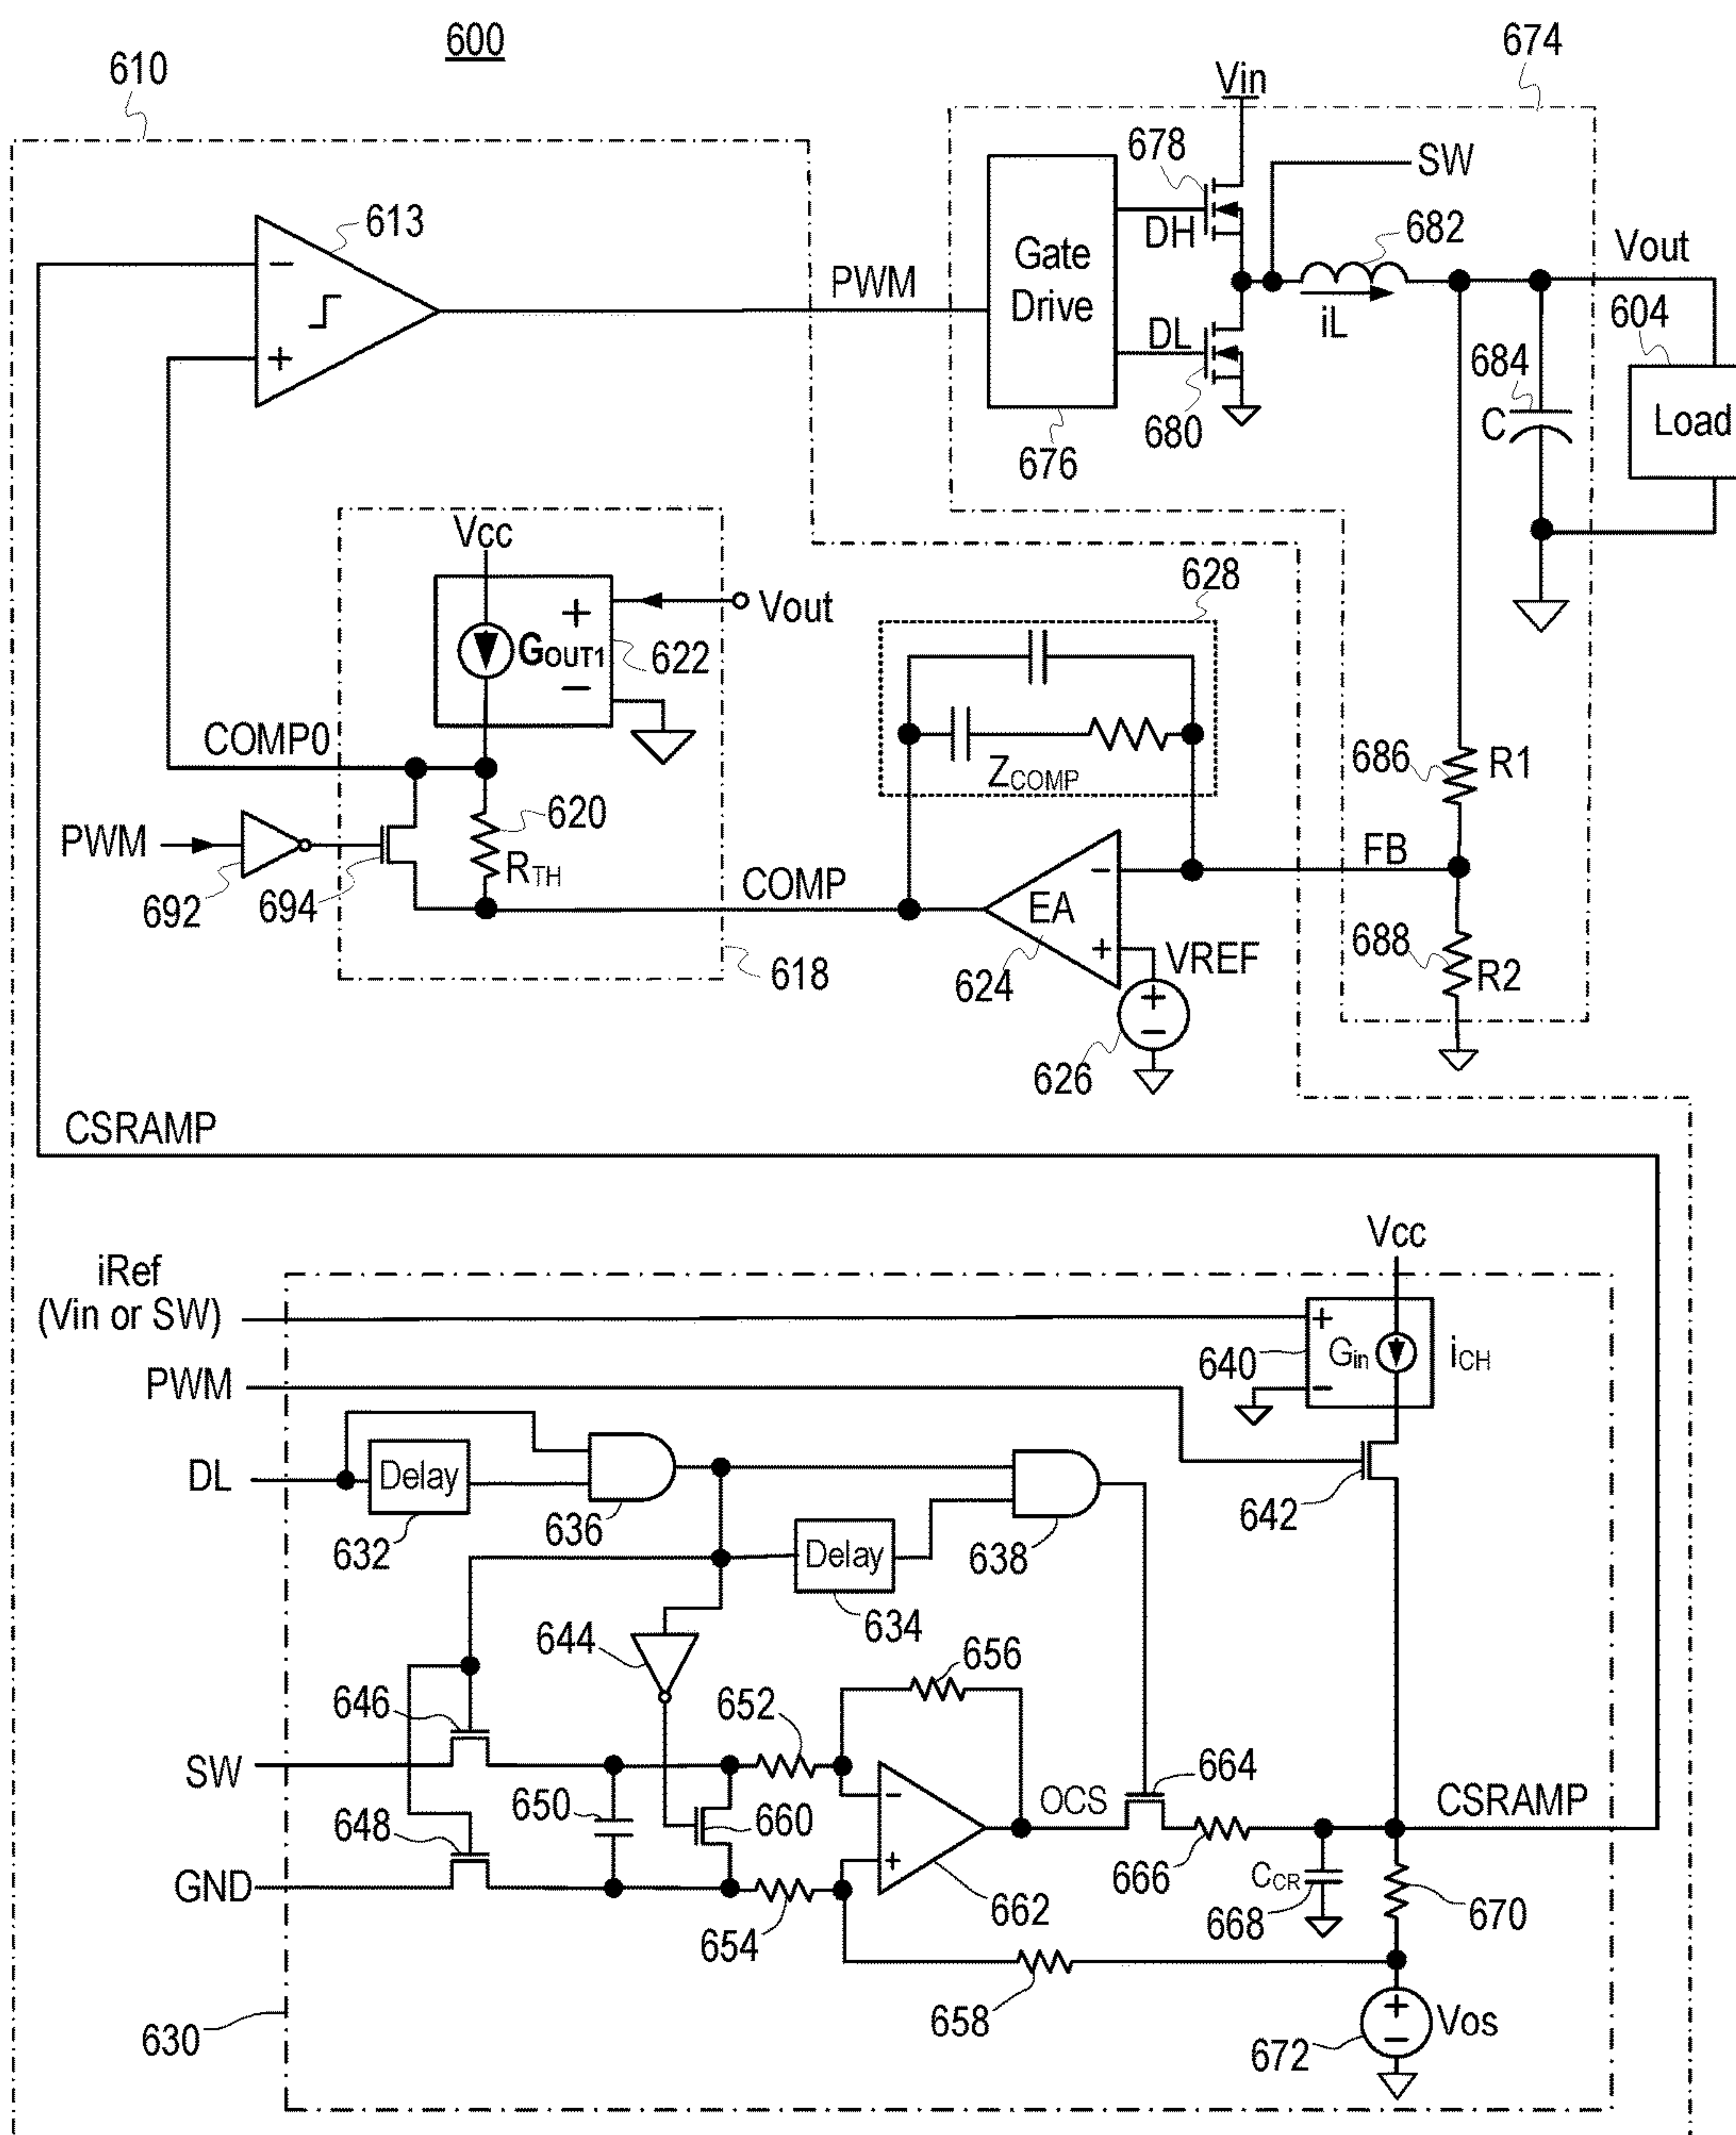 600
610
674
Vin
678
SW
613
DH
682
Vout
Gate
Drive
PWM
iL
604
DL
684
−
+
C
Load
680
676
Vcc
628
+
Vout
GOUT1
622
−
COMP0
ZCOMP
686
R1
620
PWM
RTH
COMP
FB
−
EA
692
694
688
+
VREF
R2
618
624
+
−
626
CSRAMP
Vcc
iRef
(Vin or SW)
+
640
Gin
iCH
PWM
−
DL
Delay
636
642
632
Delay
638
634
644
656
646
652
664
SW
−
OCS
CSRAMP
650
660
648
+
CCR
GND
666
662
668
670
654
658
+
Vos
630
−
672